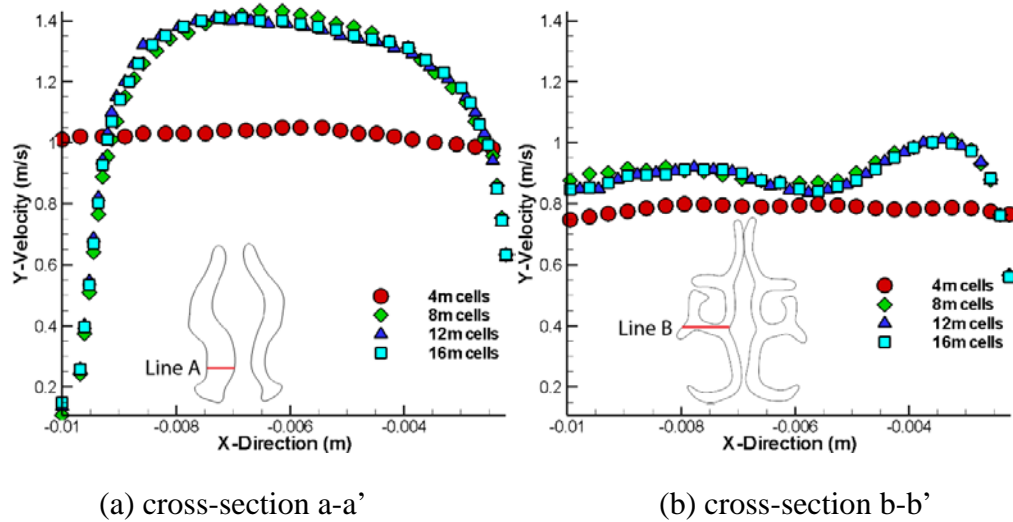 1.4
1.2
1
0.8
0.6
0.4
0.2
Y-Velocity (m/s)
-0.01
-0.008
-0.006
-0.004
X-Direction (m)
Line A
4m cells
8m cells
12m cells
16m cells
(a) cross-section a-a’
1.4
1.2
1
0.8
0.6
0.4
0.2
Y-Velocity (m/s)
-0.01
-0.008
-0.006
-0.004
X-Direction (m)
Line B
4m cells
8m cells
12m cells
16m cells
(b) cross-section b-b’